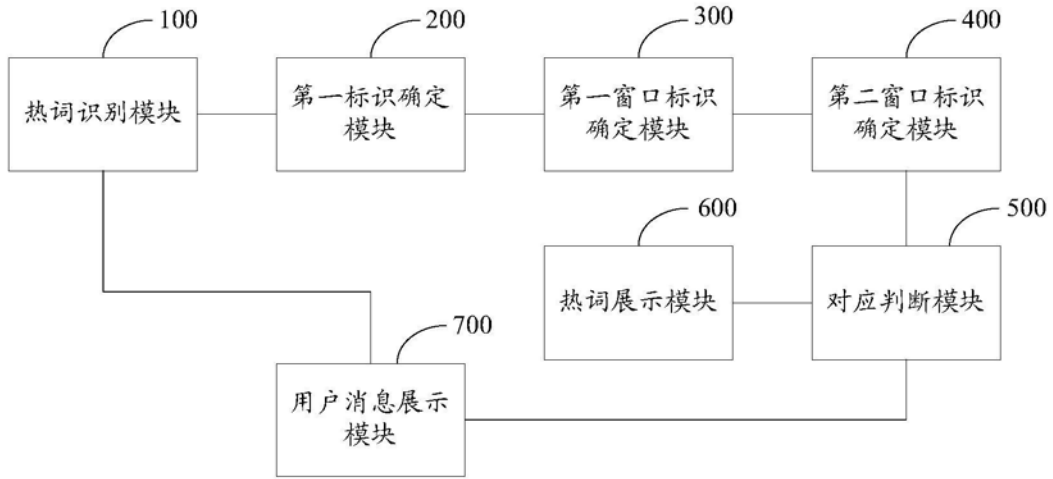 100
200
300
400
热词识别模块
第一标识确定
模块
第一窗口标识
确定模块
第二窗口标识
确定模块
600
500
热词展示模块
对应判断模块
700
用户消息展示
模块